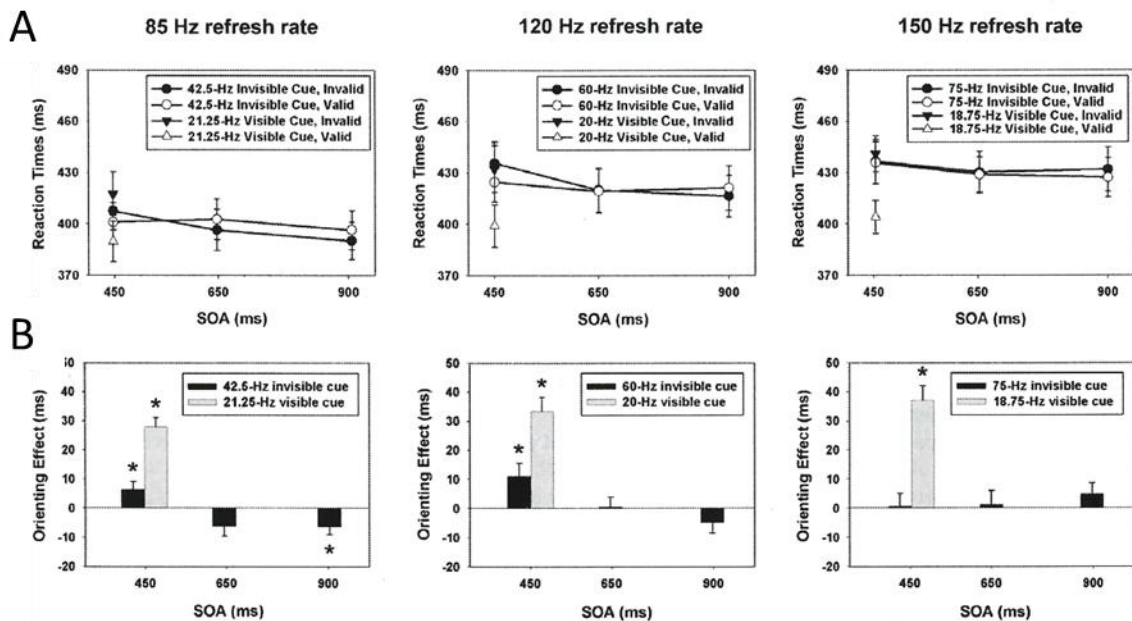 A
85 Hz refresh rate
120 Hz refresh rate
150 Hz refresh rate
Reaction Times (ms)
490
460
430
400
370
42.5-Hz Invisible Cue, Invalid
42.5-Hz Invisible Cue, Valid
21.25-Hz Visible Cue, Invalid
21.25-Hz Visible Cue, Valid
450 650 900
SOA (ms)
Reaction Times (ms)
490
460
430
400
370
60-Hz Invisible Cue, Invalid
60-Hz Invisible Cue, Valid
20-Hz Visible Cue, Invalid
20-Hz Visible Cue, Valid
450 650 900
SOA (ms)
Reaction Times (ms)
490
460
430
400
370
75-Hz Invisible Cue, Invalid
75-Hz Invisible Cue, Valid
18.75-Hz Visible Cue, Invalid
18.75-Hz Visible Cue, Valid
450 650 900
SOA (ms)
B
Orienting Effect (ms)
50
40
30
20
10
0
-10
-20
42.5-Hz invisible cue
21.25-Hz visible cue
* *
*
450 650 900
SOA (ms)
Orienting Effect (ms)
50
40
30
20
10
0
-10
-20
60-Hz invisible cue
20-Hz visible cue
* *
450 650 900
SOA (ms)
Orienting Effect (ms)
50
40
30
20
10
0
-10
-20
75-Hz invisible cue
18.75-Hz visible cue
*
450 650 900
SOA (ms)